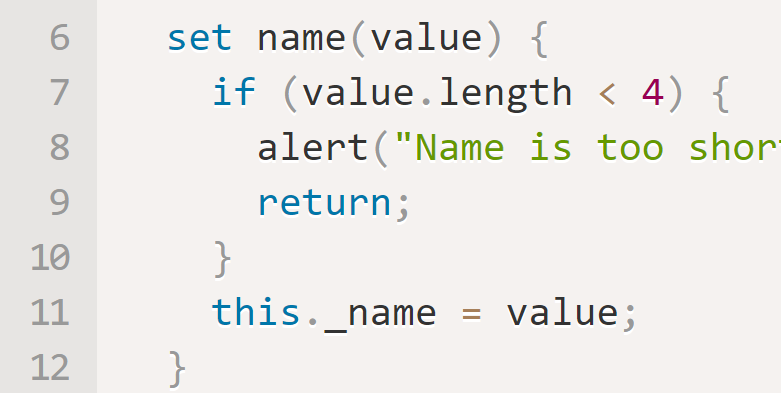 6 set name(value) {
7 if (value.length < 4) {
8 alert("Name is too
9 return;
10 }
11 this._name = value;
12 }